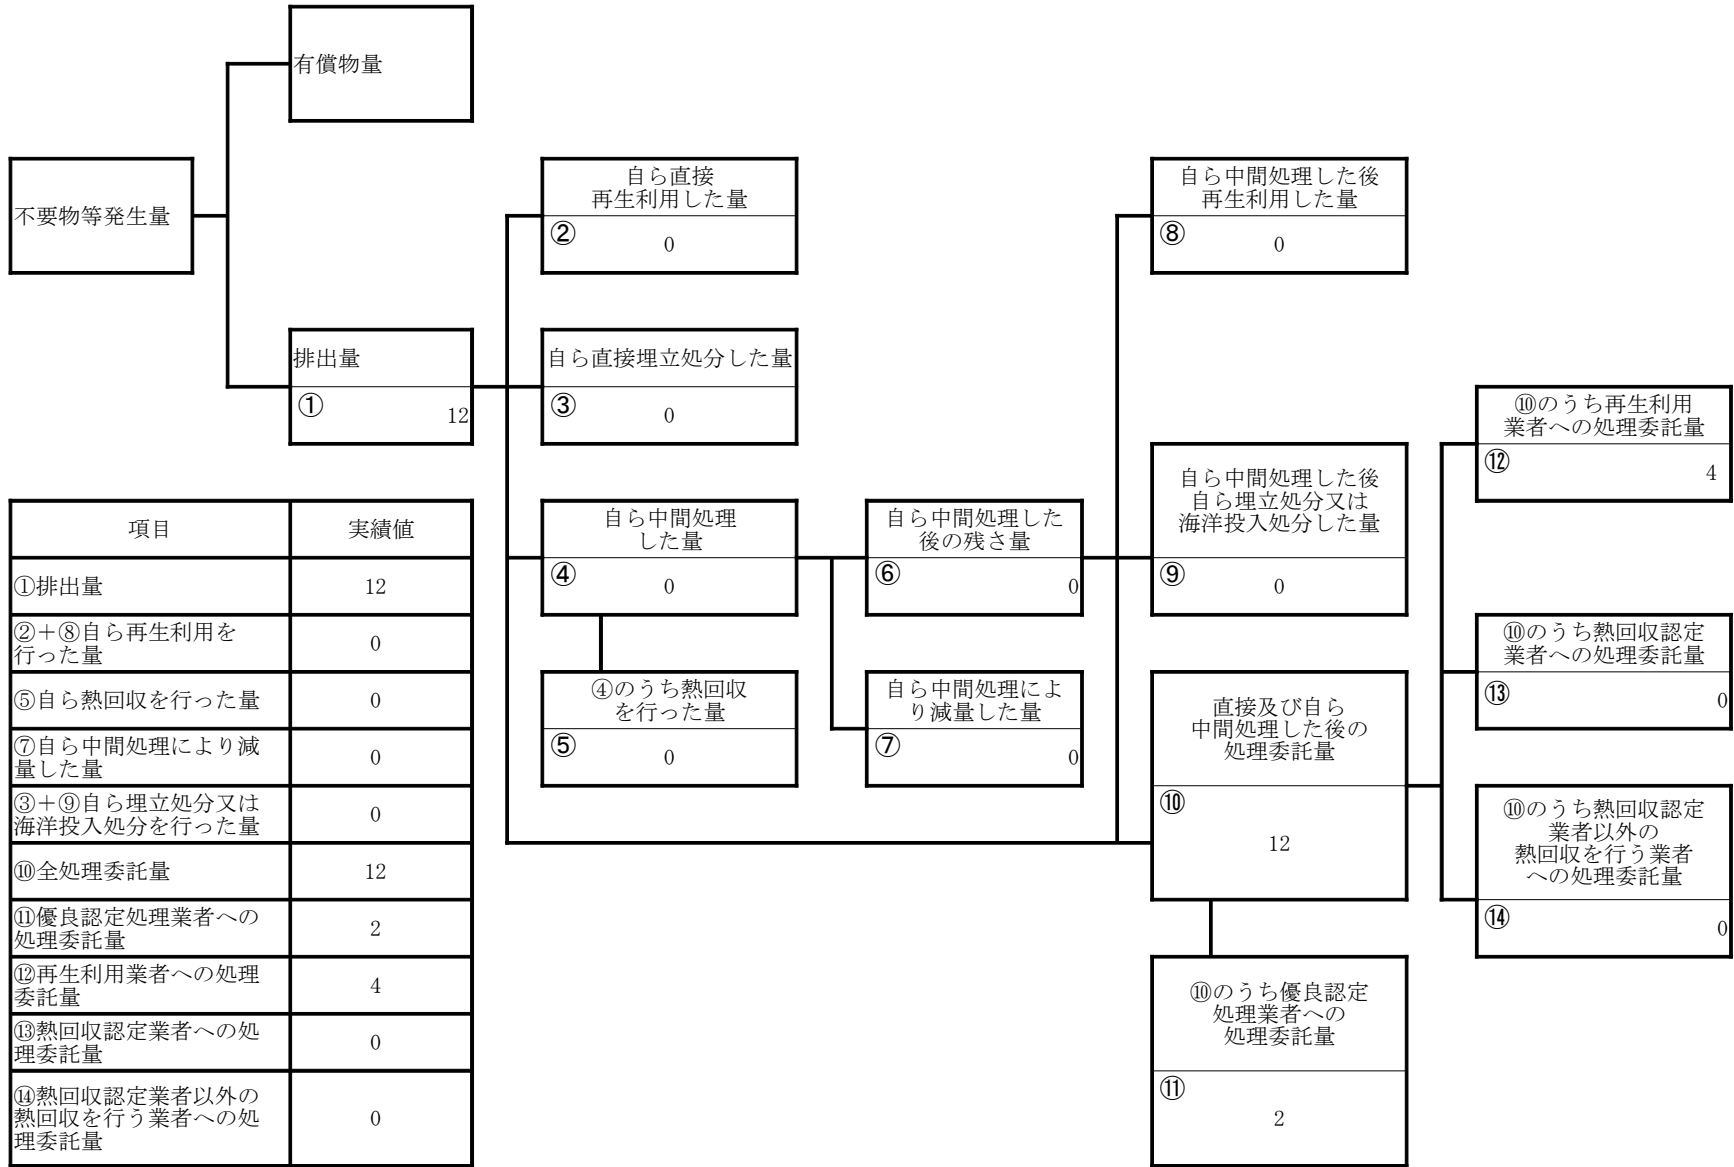 有償物量
不要物等発生量
自ら直接
再生利用した量
②
0
自ら中間処理した後
再生利用した量
⑧
0
排出量
①
12
自ら直接埋立処分した量
③
0
⑩のうち再生利用
業者への処理委託量
⑫
4
自ら中間処理
した量
④
0
自ら中間処理した
後の残さ量
⑥
0
自ら中間処理した後
自ら埋立処分又は
海洋投入処分した量
⑨
0
④のうち熱回収
を行った量
⑤
0
自ら中間処理によ
り減量した量
⑦
0
直接及び自ら
中間処理した後の
処理委託量
⑩
12
⑩のうち熱回収認定
業者への処理委託量
⑬
0
⑩のうち熱回収認定
業者以外の
熱回収を行う業者
への処理委託量
⑭
0
⑩のうち優良認定
処理業者への
処理委託量
⑪
2
項目 実績値
①排出量 12
②+⑧自ら再生利用を
行った量 0
⑤自ら熱回収を行った量 0
⑦自ら中間処理により減
量した量 0
③+⑨自ら埋立処分又は
海洋投入処分を行った量 0
⑩全処理委託量 12
⑪優良認定処理業者への
処理委託量 2
⑫再生利用業者への処理
委託量 4
⑬熱回収認定業者への処
理委託量 0
⑭熱回収認定業者以外の
熱回収を行う業者への処
理委託量 0